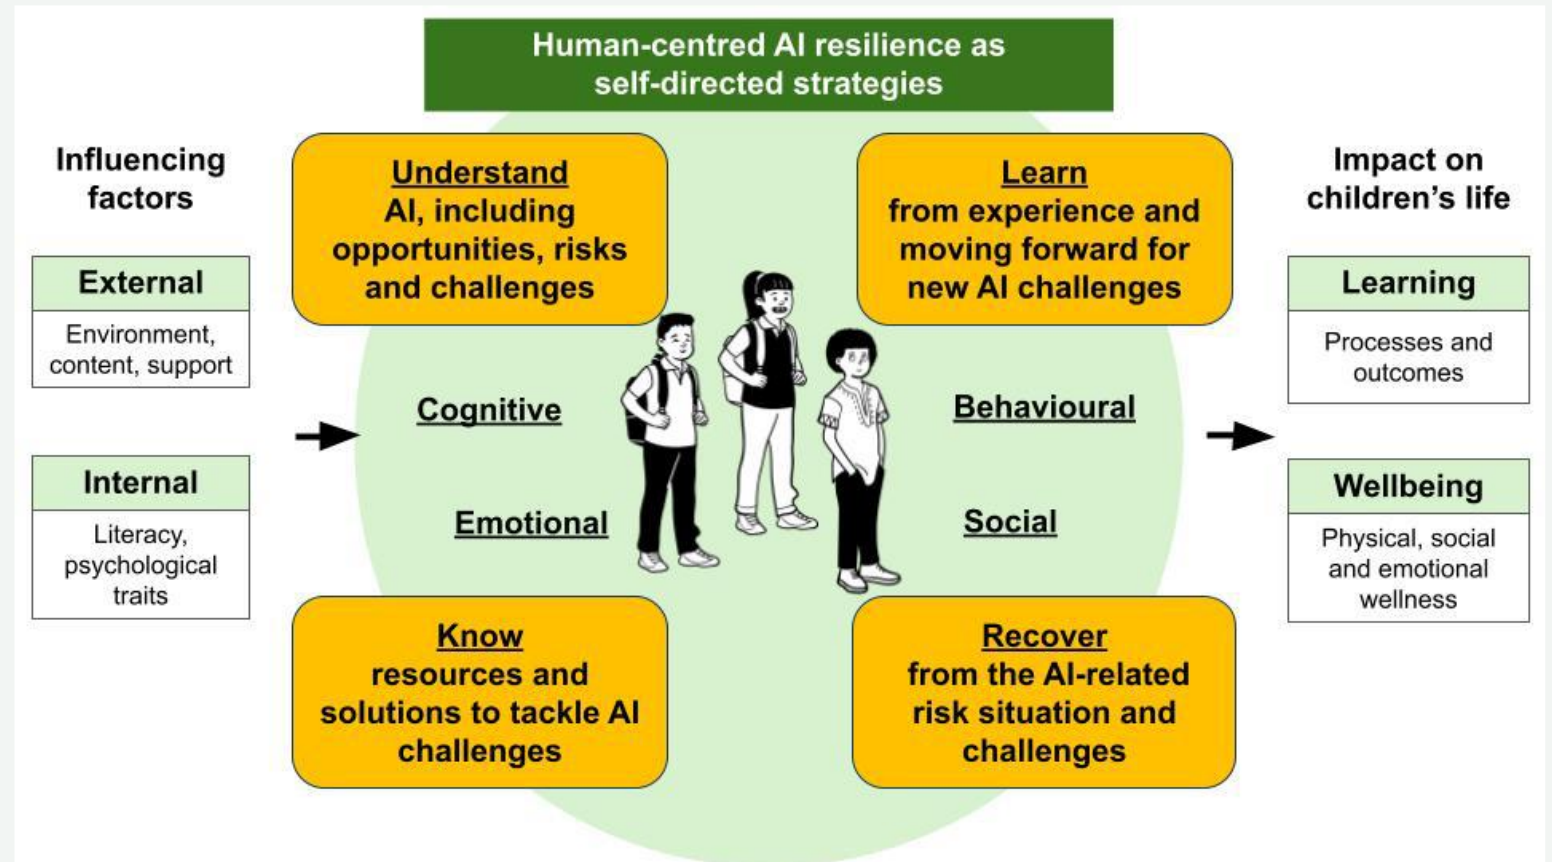 Human-centred AI resilience as
self-directed strategies
Influencing
factors
External
Environment,
content, support
Internal
Literacy,
psychological
traits
Understand
AI, including
opportunities, risks
and challenges
Learn
from experience and
moving forward for
new AI challenges
Cognitive
Behavioural
Emotional
Social
Know
resources and
solutions to tackle AI
challenges
Recover
from the AI-related
risk situation and
challenges
Impact on
children’s life
Learning
Processes and
outcomes
Wellbeing
Physical, social
and emotional
wellness